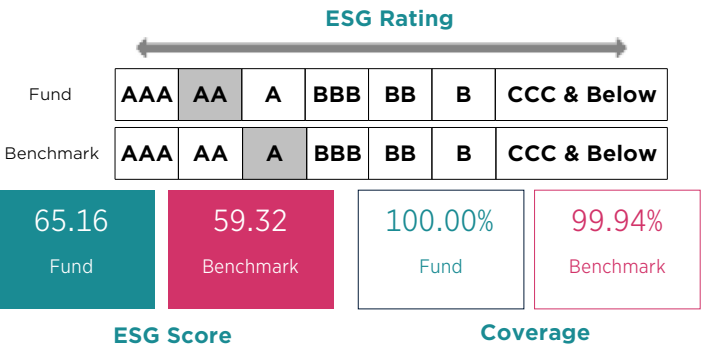 ESG Rating
Fund AAA AA A BBB BB B CCC & Below
Benchmark AAA AA A BBB BB B CCC & Below
65.16 59.32 100.00% 99.94%
Fund Benchmark Fund Benchmark
ESG Score Coverage